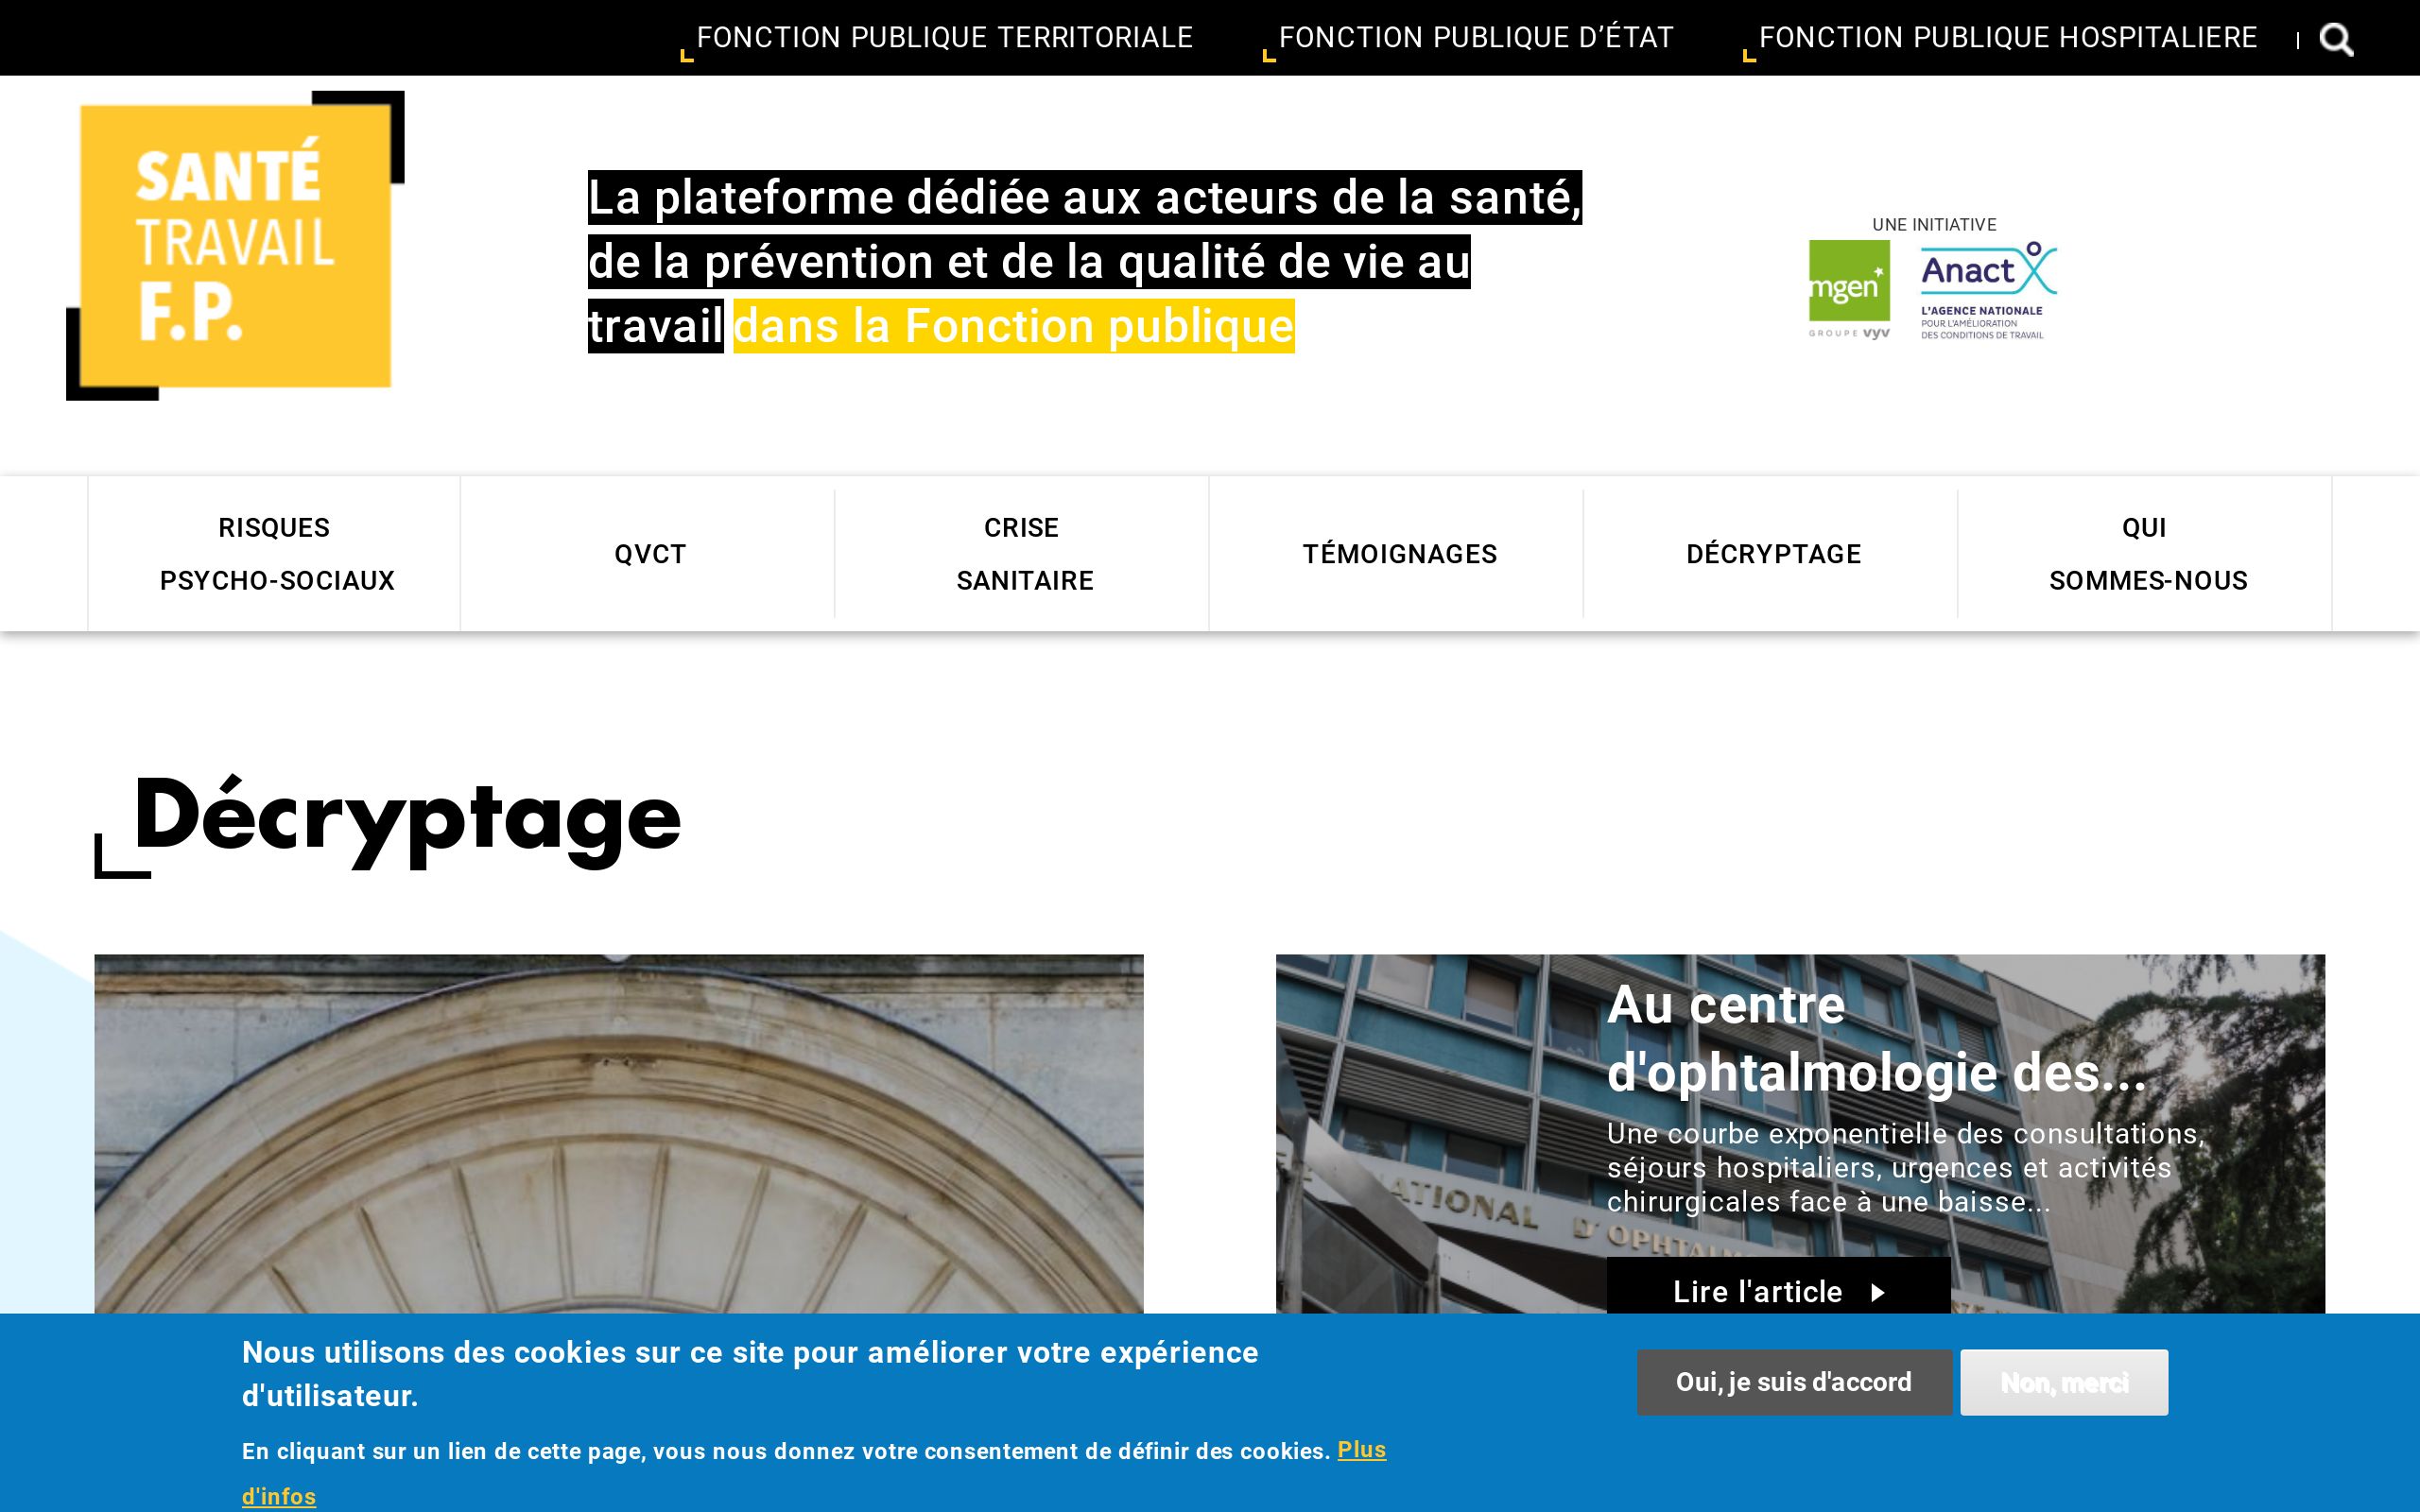 FONCTION PUBLIQUE TERRITORIALE
FONCTION PUBLIQUE D’ÉTAT
FONCTION PUBLIQUE HOSPITALIERE
SANTÉ
TRAVAIL
F.P.
La plateforme dédiée aux acteurs de la santé,
de la prévention et de la qualité de vie au
travail dans la Fonction publique
UNE INITIATIVE
mgen
GROUPE vyv
Anact
L'AGENCE NATIONALE
POUR L'AMÉLIORATION
DES CONDITIONS DE TRAVAIL
RISQUES
PSYCHO-SOCIAUX
QVCT
CRISE
SANITAIRE
TÉMOIGNAGES
DÉCRYPTAGE
QUI
SOMMES-NOUS
Décryptage
Au centre
d'ophtalmologie des...
Une courbe exponentielle des consultations,
séjours hospitaliers, urgences et activités
chirurgicales face à une baisse...
NATIONAL D'OPHTALM
Lire l'article
Nous utilisons des cookies sur ce site pour améliorer votre expérience
d'utilisateur.
En cliquant sur un lien de cette page, vous nous donnez votre consentement de définir des cookies. Plus
d'infos
Oui, je suis d'accord
Non, merci